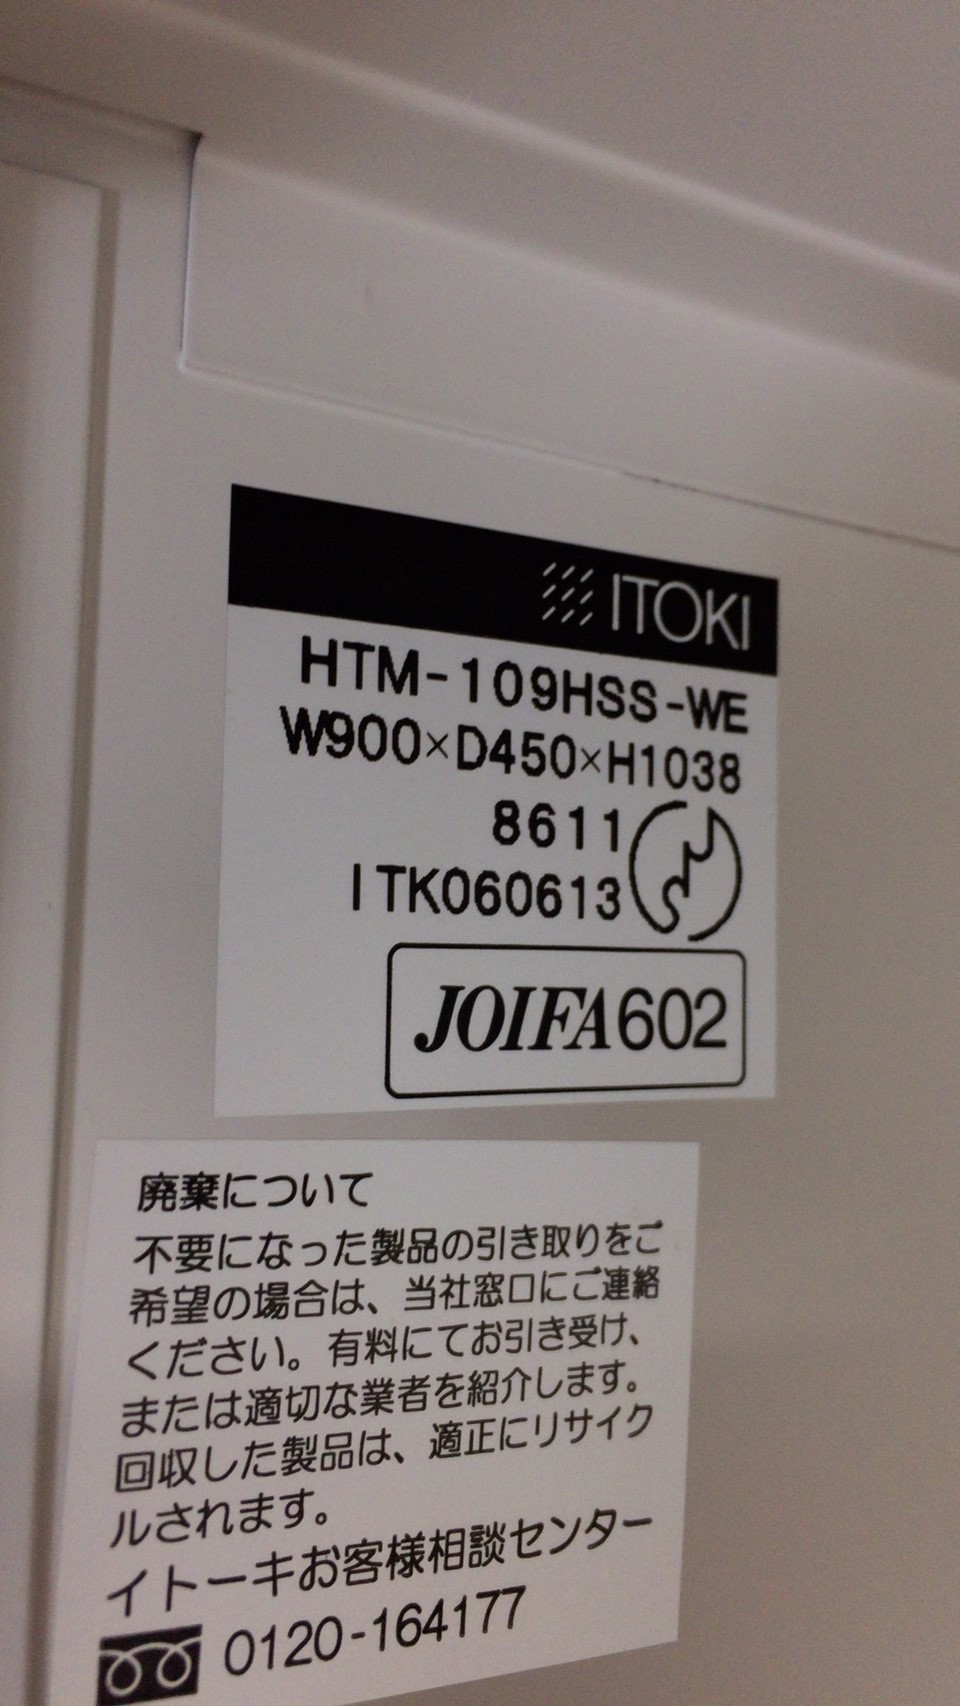 ITOKI
HTM-109HSS-WE
W900×D450×H1038
8611
ITK060613
JOIFA602
廃棄について
不要になった製品の引き取りをご
希望の場合は、当社窓口にご連絡
ください。有料にてお引き受け、
または適切な業者を紹介します。
回収した製品は、適正にリサイク
ルされます。
イトーキお客様相談センター
0120-164177